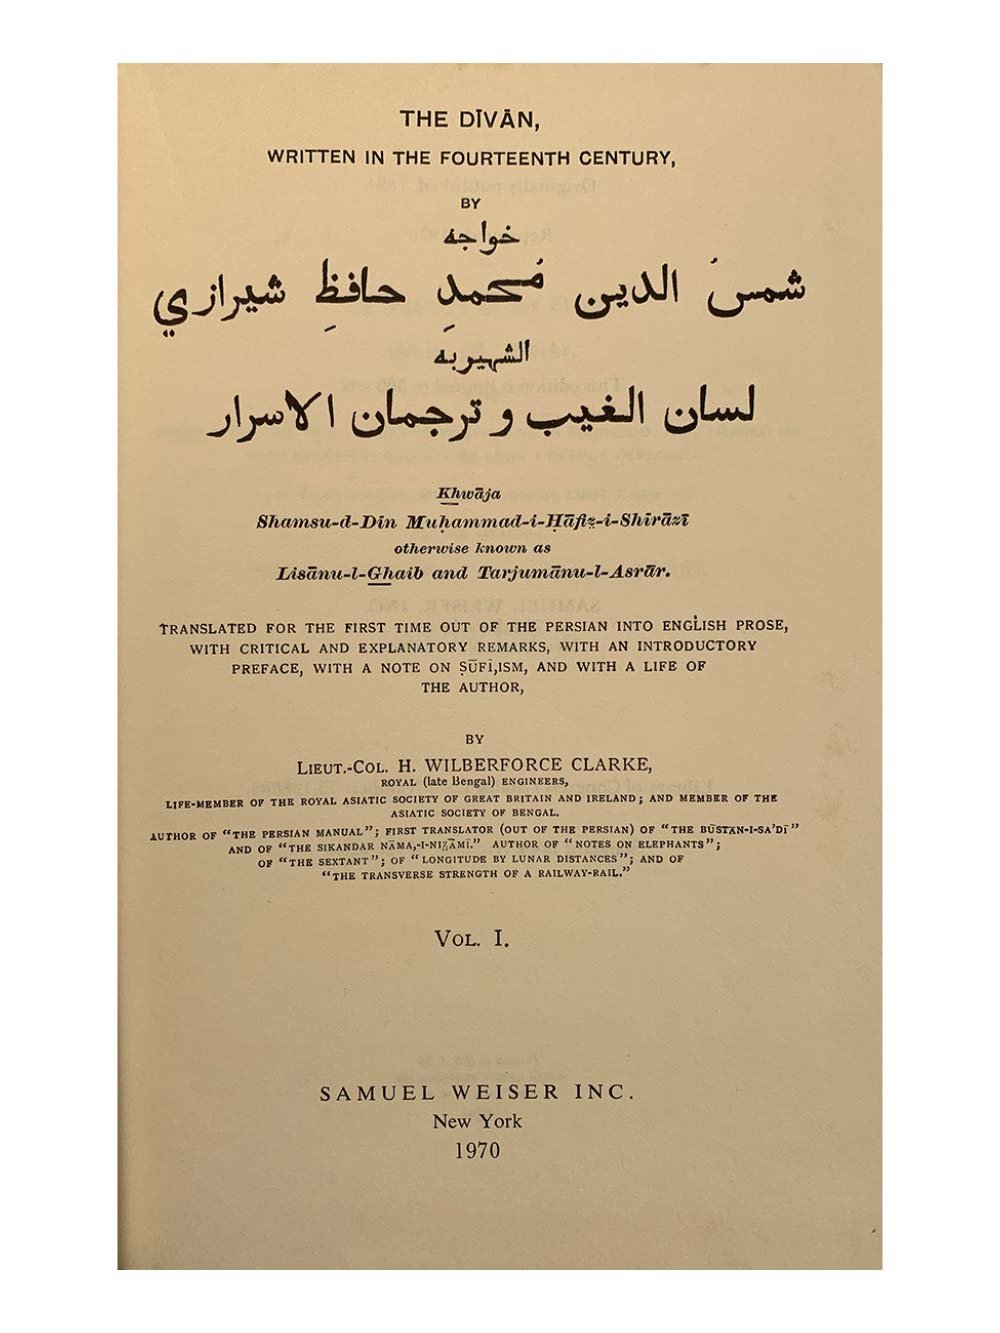 THE DĪVĀN,
WRITTEN IN THE FOURTEENTH CENTURY,
BY
خواجه
شمسُ الدین مُحمدِ حافظِ شیرازي
الشهیربه
لسان الغیب و ترجمان الاسرار
Khwāja
Shamsu-d-Dīn Muḥammad-i-Ḥāfiẓ-i-Shīrāzī
otherwise known as
Lisānu-l-Ghaib and Tarjumānu-l-Asrār.
TRANSLATED FOR THE FIRST TIME OUT OF THE PERSIAN INTO ENGLISH PROSE,
WITH CRITICAL AND EXPLANATORY REMARKS, WITH AN INTRODUCTORY
PREFACE, WITH A NOTE ON ṢŪFĪ,ISM, AND WITH A LIFE OF
THE AUTHOR,
BY
LIEUT.-COL. H. WILBERFORCE CLARKE,
ROYAL (late Bengal) ENGINEERS,
LIFE-MEMBER OF THE ROYAL ASIATIC SOCIETY OF GREAT BRITAIN AND IRELAND; AND MEMBER OF THE
ASIATIC SOCIETY OF BENGAL.
AUTHOR OF "THE PERSIAN MANUAL"; FIRST TRANSLATOR (OUT OF THE PERSIAN) OF "THE BŪSTĀN-I-SA'DĪ"
AND OF "THE SIKANDAR NĀMA,-I-NIẒĀMĪ." AUTHOR OF "NOTES ON ELEPHANTS";
OF "THE SEXTANT"; OF "LONGITUDE BY LUNAR DISTANCES"; AND OF
"THE TRANSVERSE STRENGTH OF A RAILWAY-RAIL."
VOL. I.
SAMUEL WEISER INC.
New York
1970